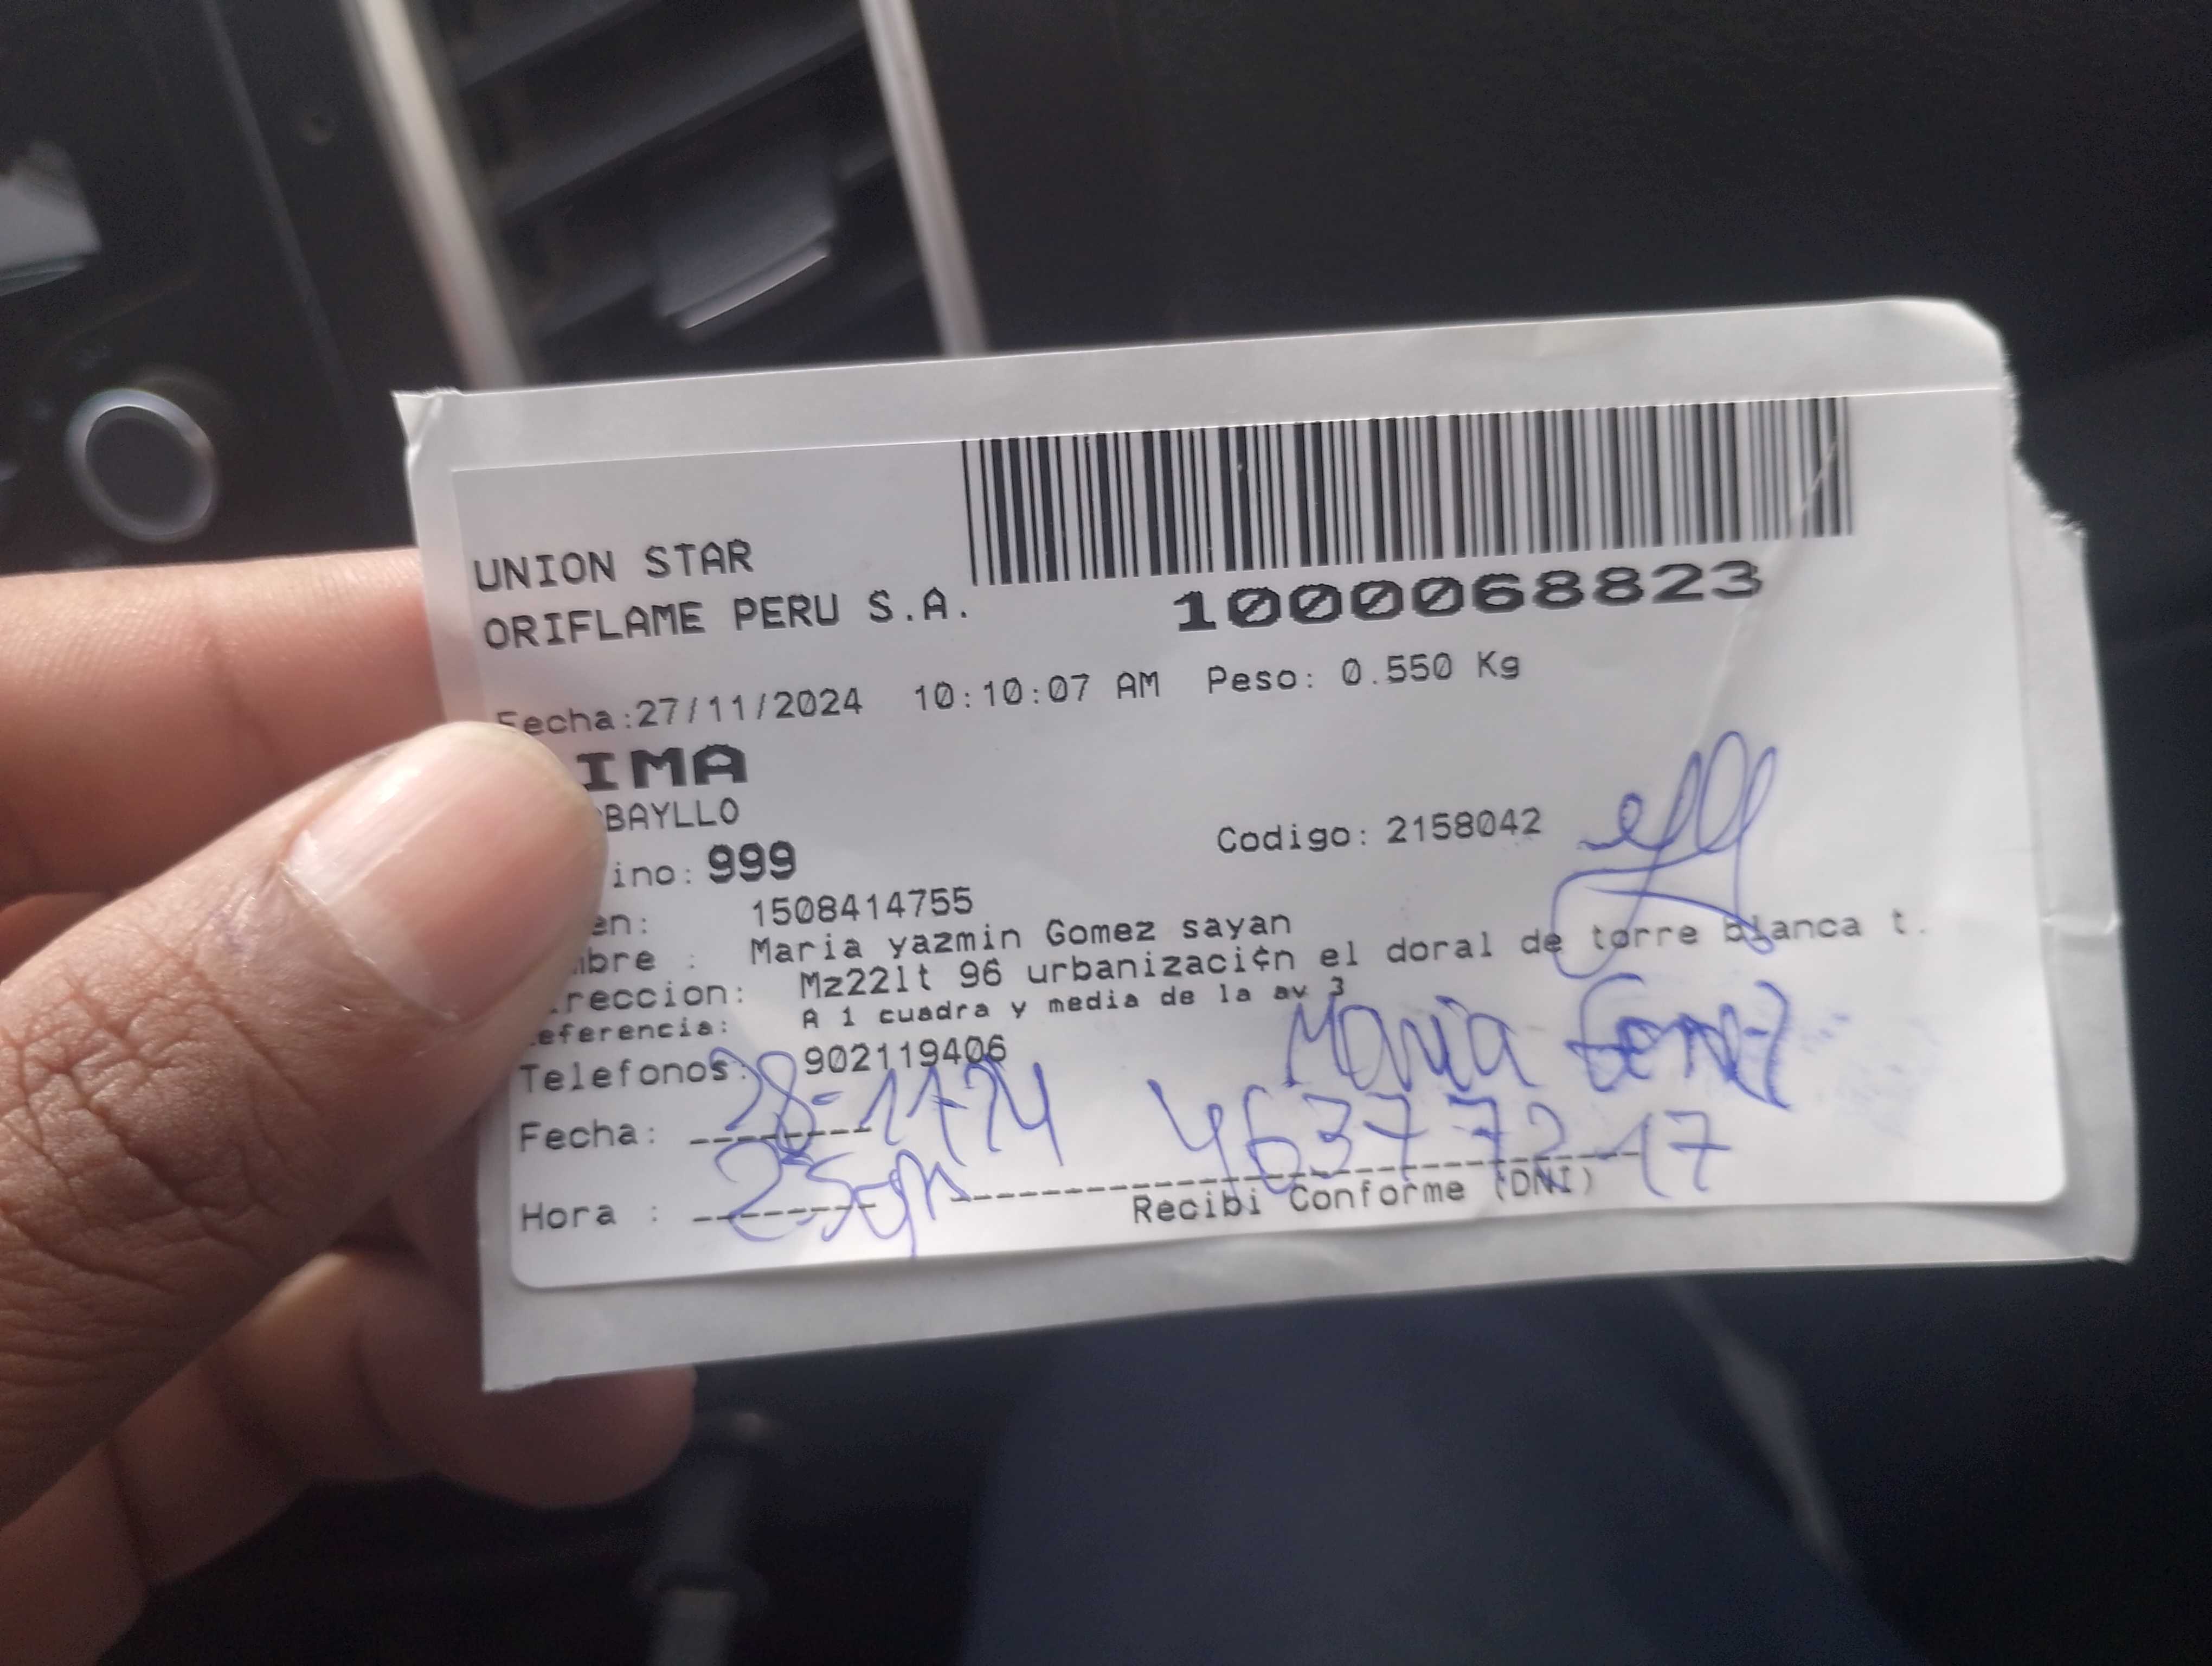 UNION STAR
ORIFLAME PERU S.A.
1000068823
Fecha:27/11/2024 10:10:07 AM Peso: 0.550 Kg
IMA
BAYLLO
ino: 999 Codigo: 2158042
en: 1508414755
bre : Maria yazmin Gomez sayan
reccion: Mz22lt 96 urbanizaci¢n el doral de torre blanca t.
eferencia: A 1 cuadra y media de la av 3
Telefonos: 902119406
Maria Gomez
Fecha: 28-11-24
Hora :
Recibi Conforme (DNI)